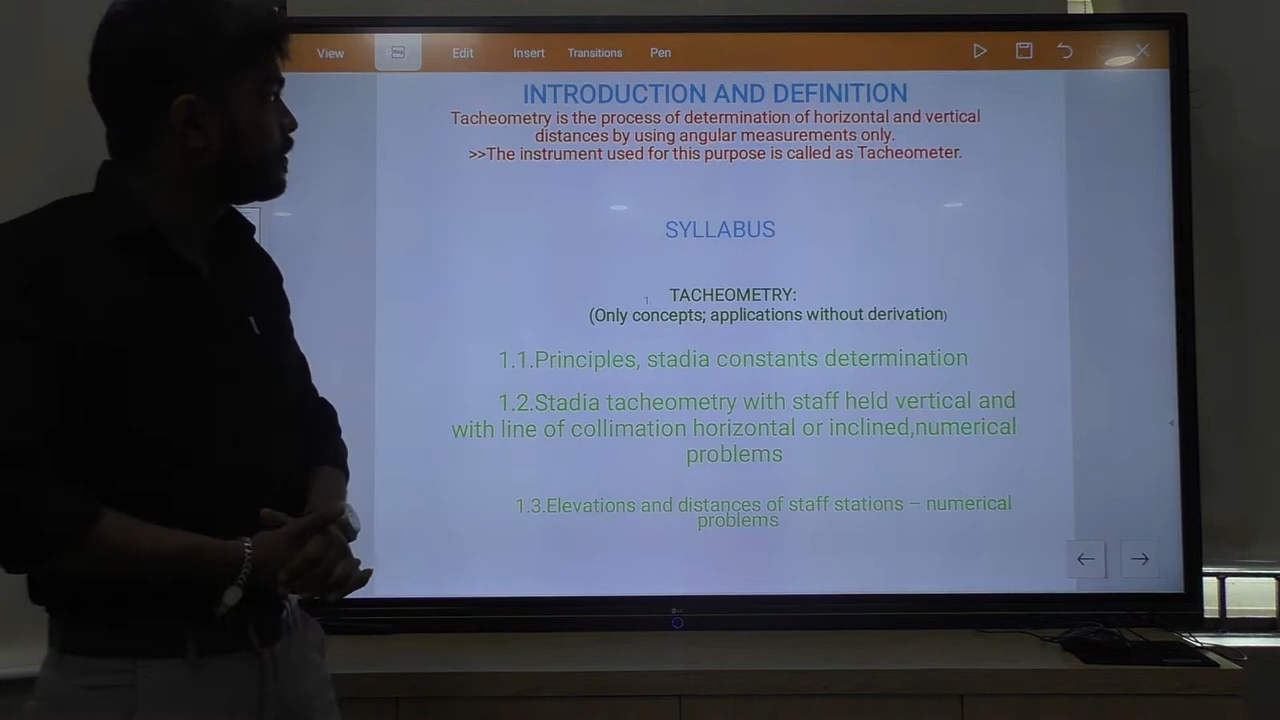 View Edit Insert Transitions Pen
INTRODUCTION AND DEFINITION
Tacheometry is the process of determination of horizontal and vertical
distances by using angular measurements only.
>>The instrument used for this purpose is called as Tacheometer.
SYLLABUS
1. TACHEOMETRY:
(Only concepts; applications without derivation)
1.1.Principles, stadia constants determination
1.2.Stadia tacheometry with staff held vertical and
with line of collimation horizontal or inclined,numerical
problems
1.3.Elevations and distances of staff stations – numerical
problems
LG